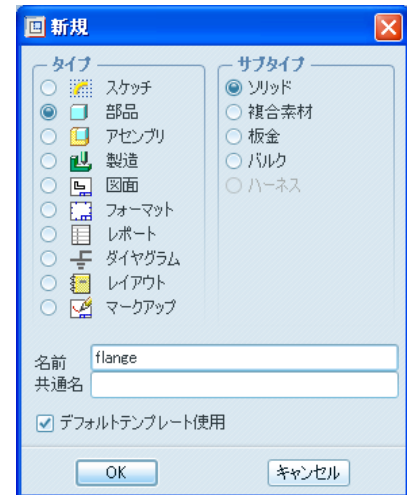 新規
タイプ
スケッチ
部品
アセンブリ
製造
図面
フォーマット
レポート
ダイヤグラム
レイアウト
マークアップ
サブタイプ
ソリッド
複合素材
板金
バルク
ハーネス
名前 flange
共通名
デフォルトテンプレート使用
OK キャンセル